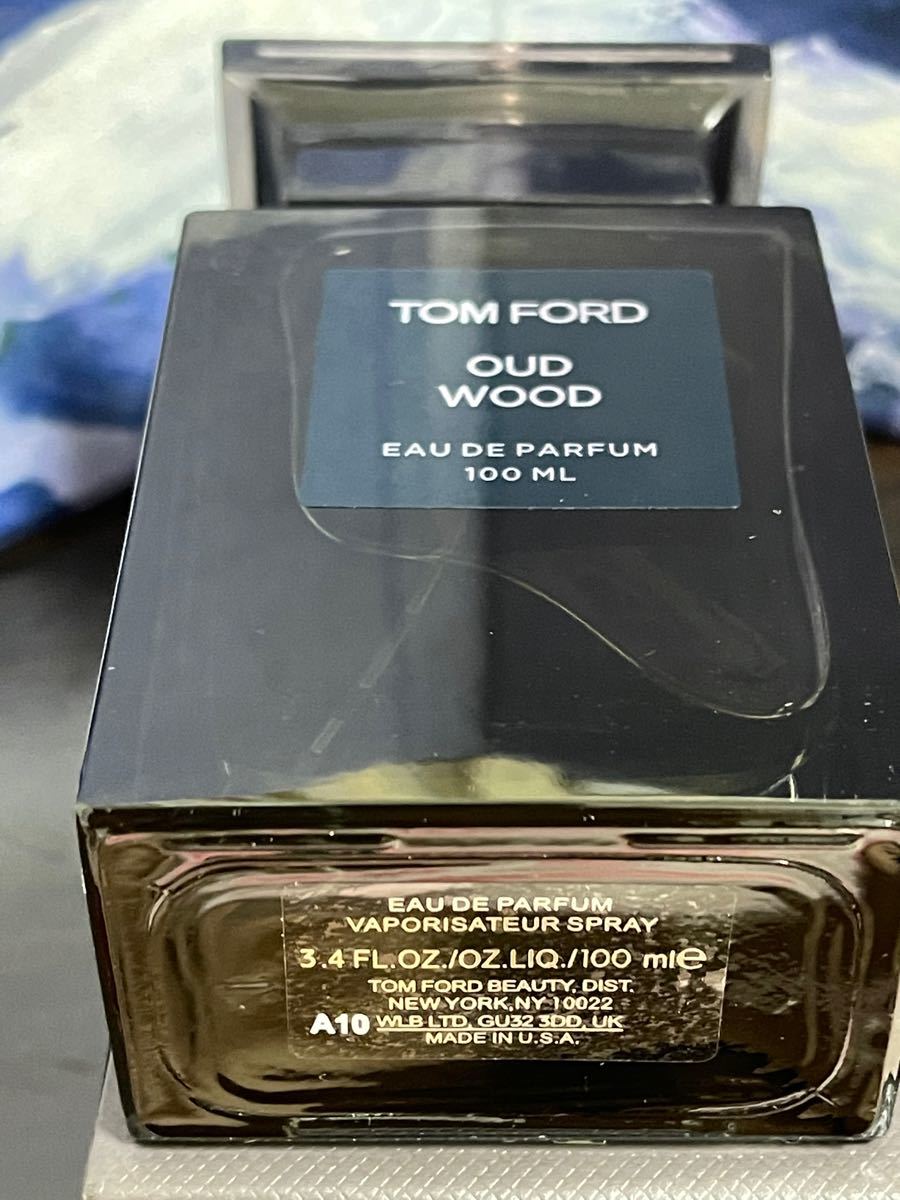 TOM FORD
OUD
WOOD
EAU DE PARFUM
100 ML
EAU DE PARFUM
VAPORISATEUR SPRAY
3.4 FL.OZ./OZ.LIQ./100 ml℮
TOM FORD BEAUTY, DIST.
NEW YORK,NY 10022
A10 WLB LTD, GU32 3DD, UK
MADE IN U.S.A.